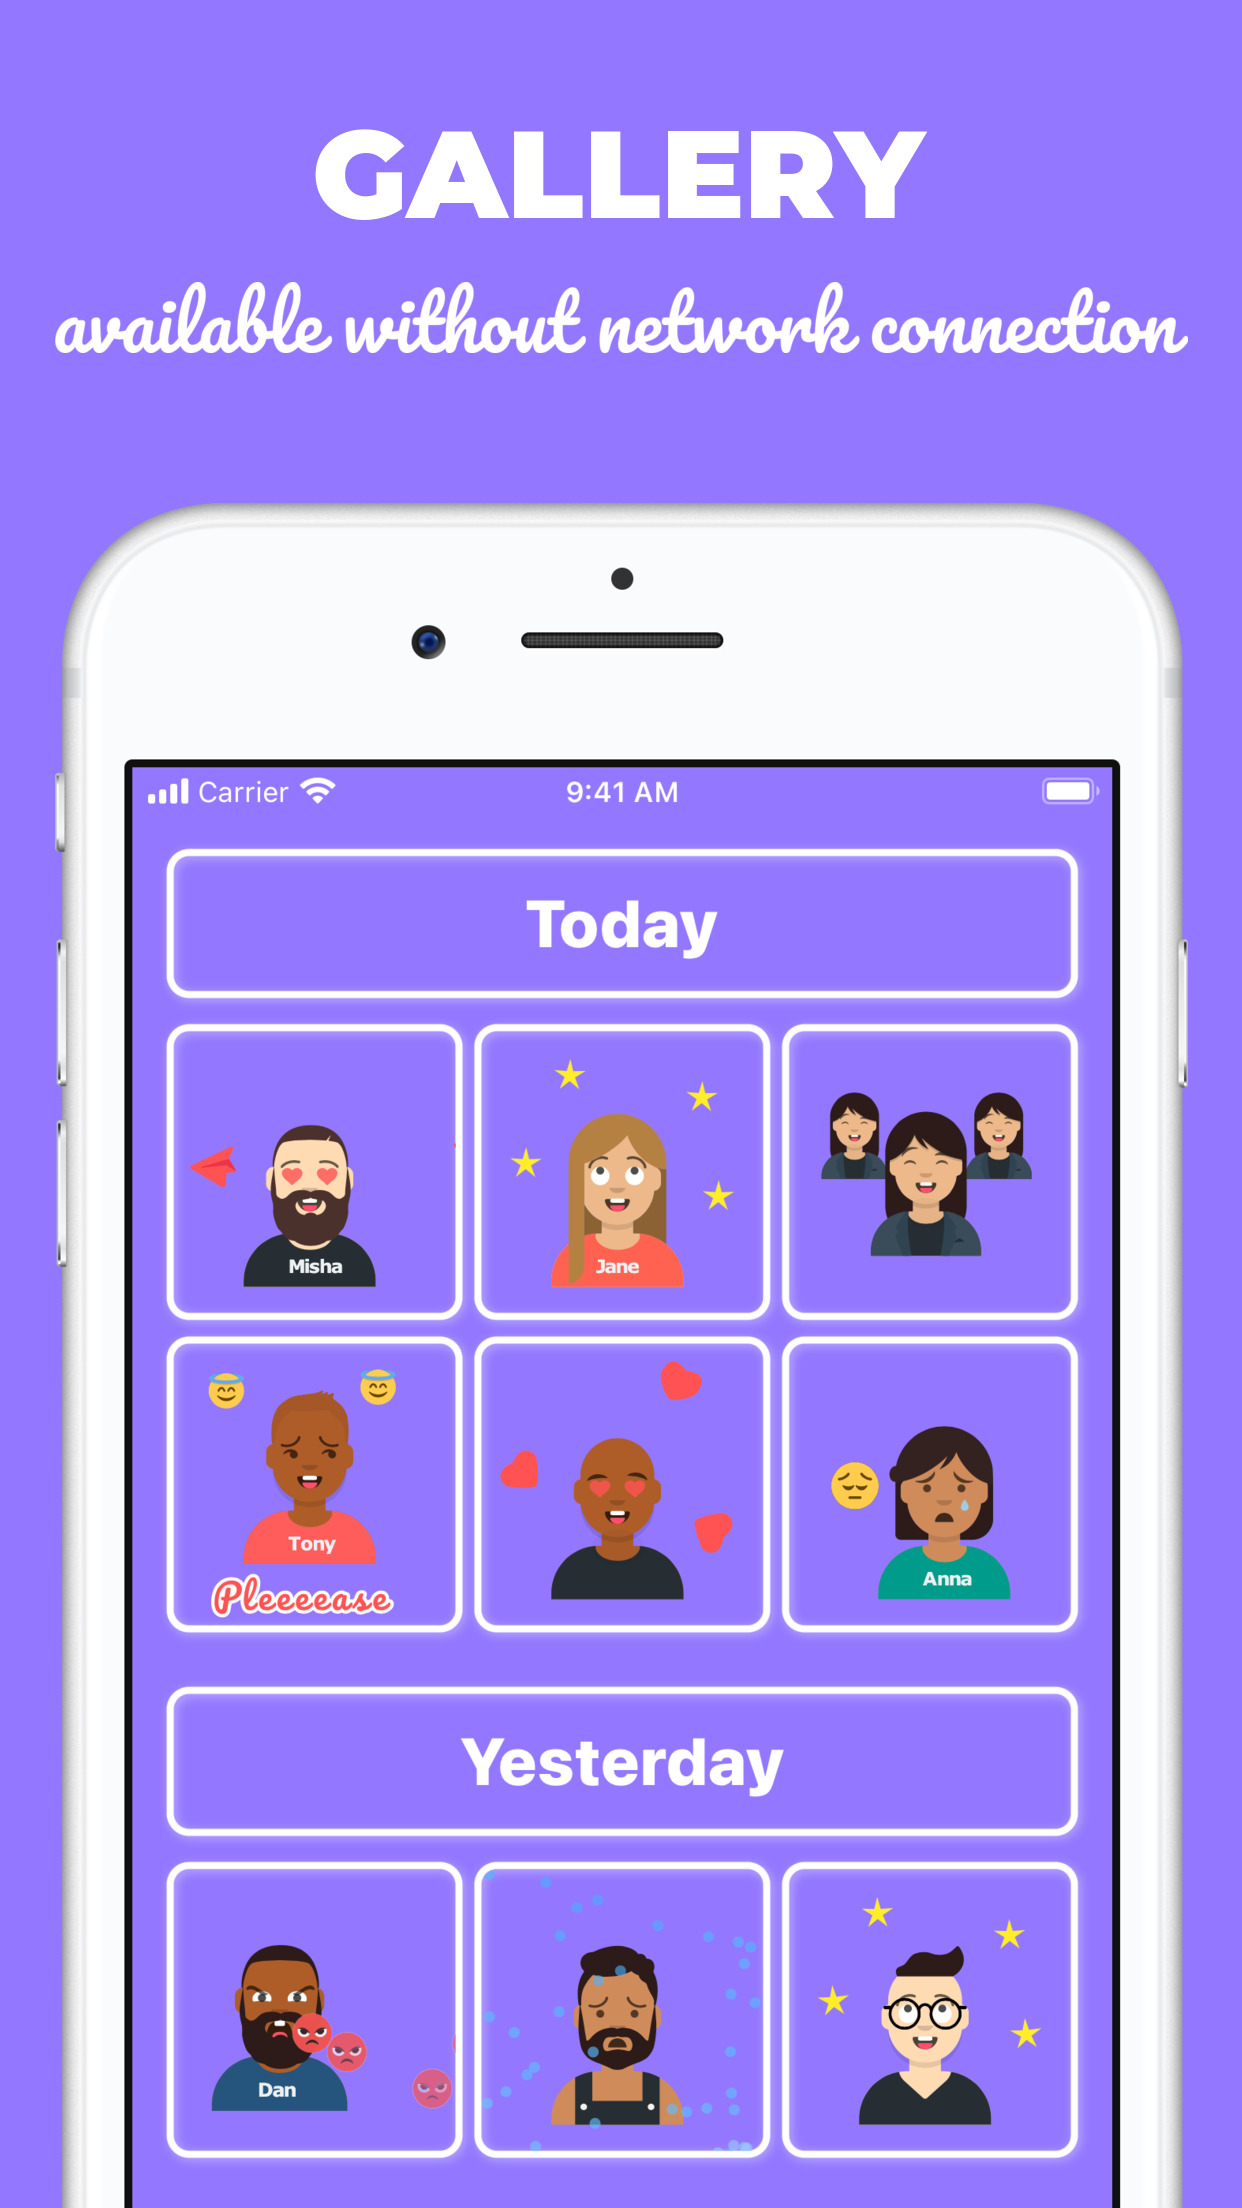 GALLERY
available without network connection
Carrier 9:41 AM
Today
Misha
Jane
Tony
Pleeeease
Anna
Yesterday
Dan